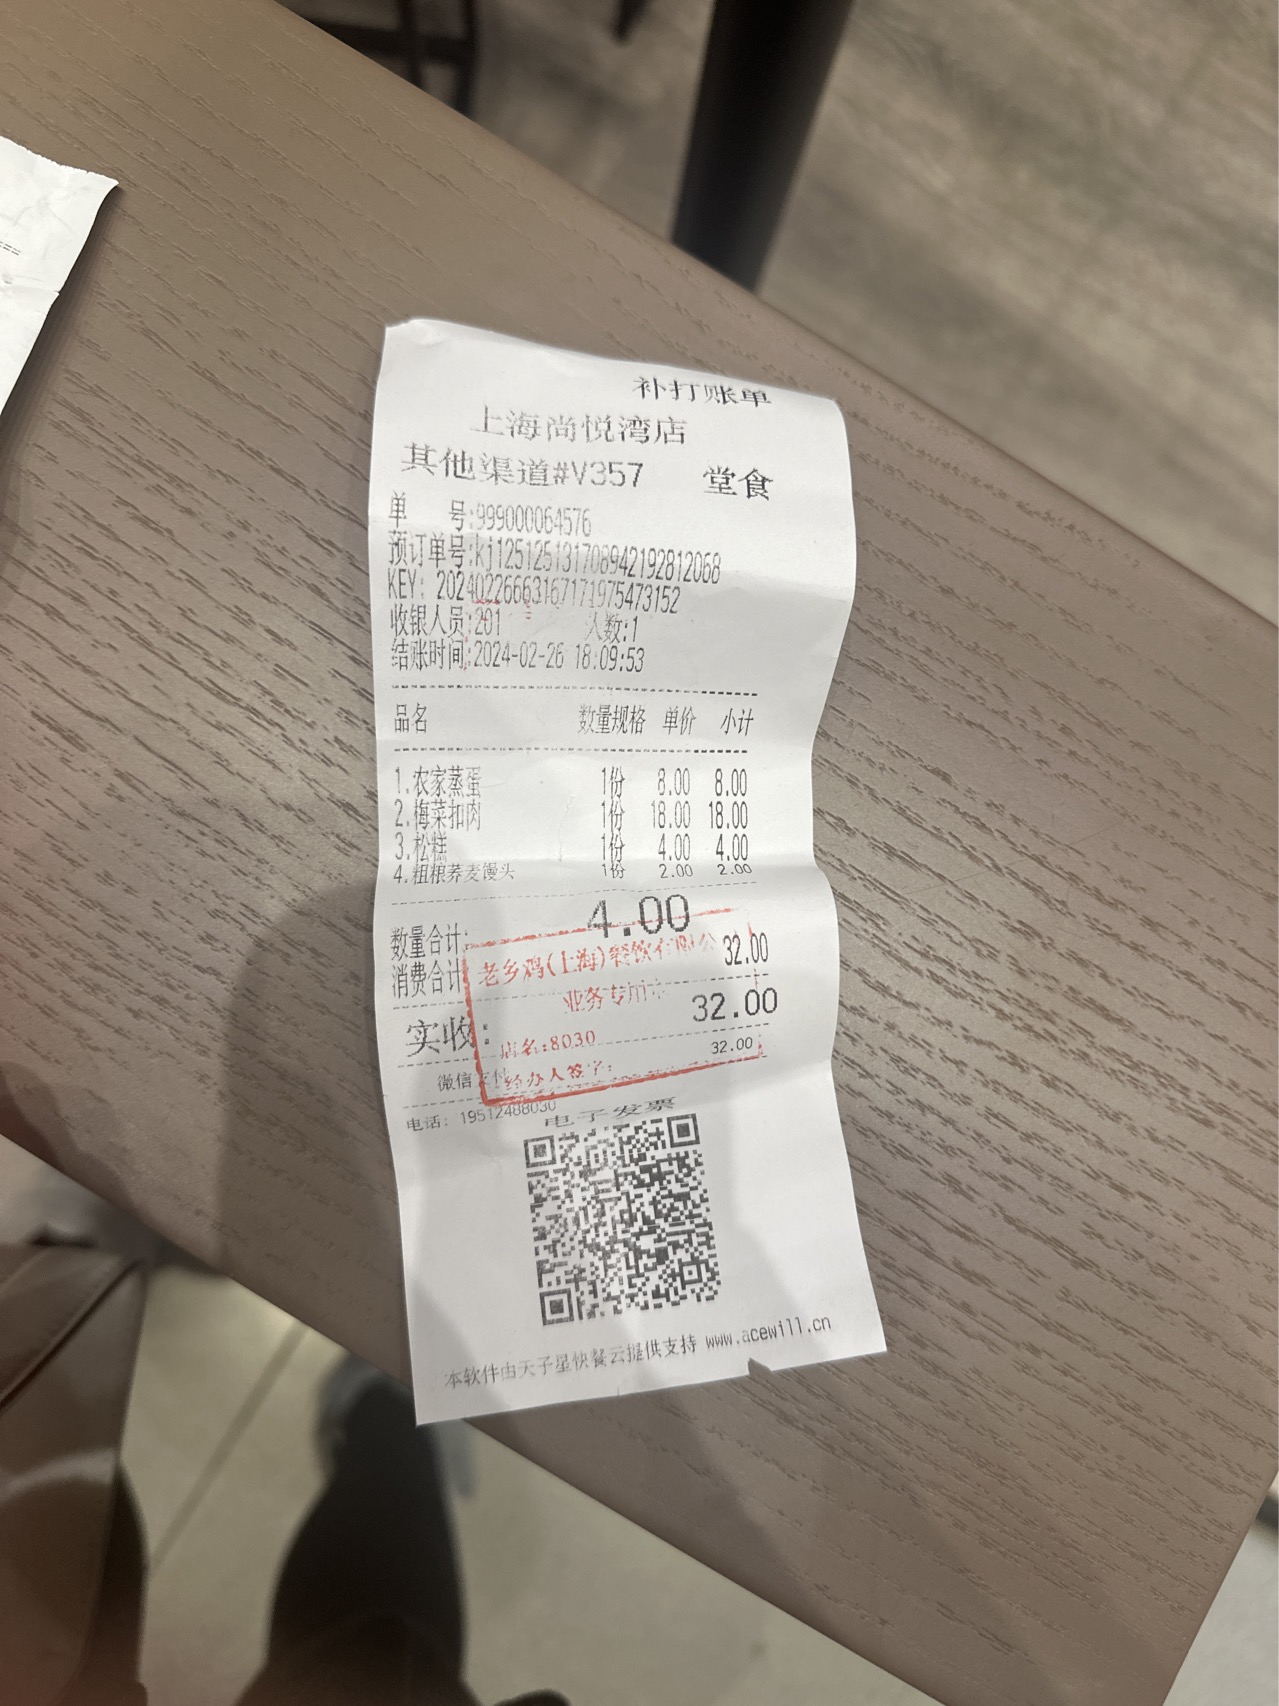 补打账单
上海尚悦湾店
其他渠道#V357 堂食
单 号:999000064576
预订单号:kj12512513170894219281​2068
KEY: 20240226663167171975473152
收银人员:201 人数:1
结账时间:2024-02-26 18:09:53
品名 数量规格 单价 小计
1.农家蒸蛋 1份 8.00 8.00
2.梅菜扣肉 1份 18.00 18.00
3.松糕 1份 4.00 4.00
4.粗粮荞麦馒头 1份 2.00 2.00
数量合计: 4.00
消费合计 32.00
老乡鸡(上海)餐饮有限公
业务专用
实收: 32.00
店名:8030
微信支付 32.00
经办人签字:
电话: 19512488030
电子发票
本软件由天子星快餐云提供支持 www.acewill.cn